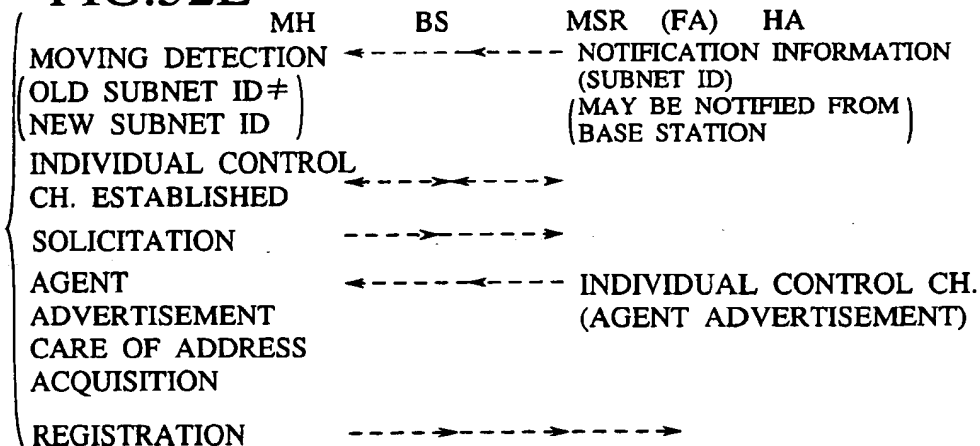 FIG.32E
MH BS MSR (FA) HA
MOVING DETECTION NOTIFICATION INFORMATION
(OLD SUBNET ID≠ (SUBNET ID)
NEW SUBNET ID) (MAY BE NOTIFIED FROM
BASE STATION)
INDIVIDUAL CONTROL
CH. ESTABLISHED
SOLICITATION
AGENT INDIVIDUAL CONTROL CH.
ADVERTISEMENT (AGENT ADVERTISEMENT)
CARE OF ADDRESS
ACQUISITION
REGISTRATION